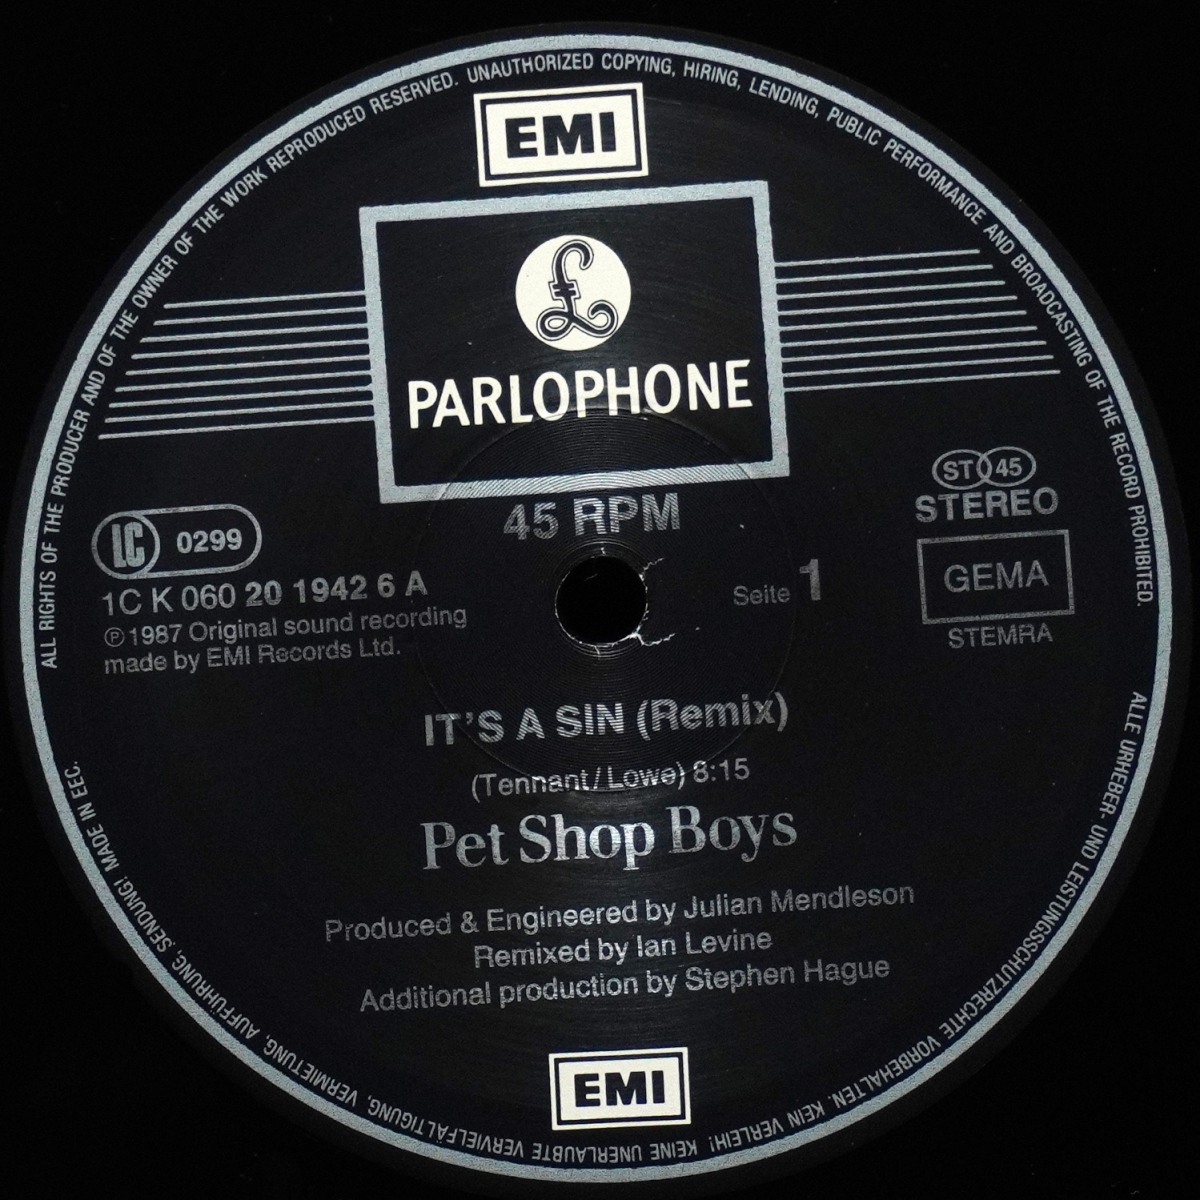 ALL RIGHTS OF THE PRODUCER AND OF THE OWNER OF THE WORK REPRODUCED RESERVED. UNAUTHORIZED COPYING, HIRING, LENDING, PUBLIC PERFORMANCE AND BROADCASTING OF THE RECORD PROHIBITED.
EMI
£
PARLOPHONE
45 RPM
ST 45
STEREO
LC 0299
1C K 060 20 1942 6 A
℗ 1987 Original sound recording
made by EMI Records Ltd.
Seite 1
GEMA
STEMRA
IT'S A SIN (Remix)
(Tennant/Lowe) 8:15
Pet Shop Boys
Produced & Engineered by Julian Mendleson
Remixed by Ian Levine
Additional production by Stephen Hague
EMI
ALLE URHEBER- UND LEISTUNGSSCHUTZRECHTE VORBEHALTEN. KEIN VERLEIH! KEINE UNERLAUBTE VERVIELFÄLTIGUNG, VERMIETUNG, AUFFÜHRUNG, SENDUNG! MADE IN EEC.